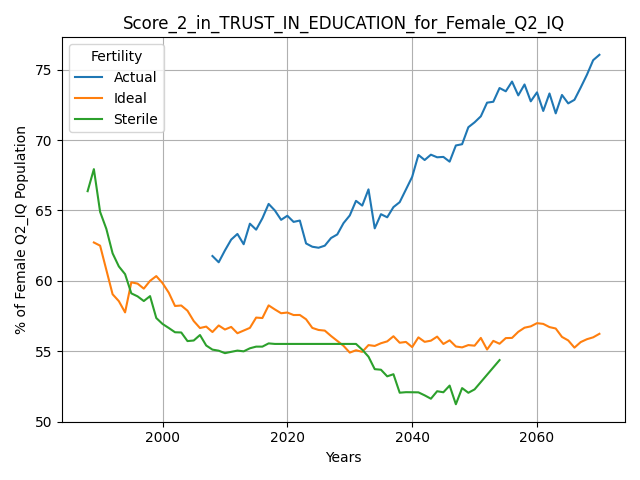 Score_2_in_TRUST_IN_EDUCATION_for_Female_Q2_IQ
Fertility
Actual
Ideal
Sterile
% of Female Q2_IQ Population
75
70
65
60
55
50
2000
2020
2040
2060
Years